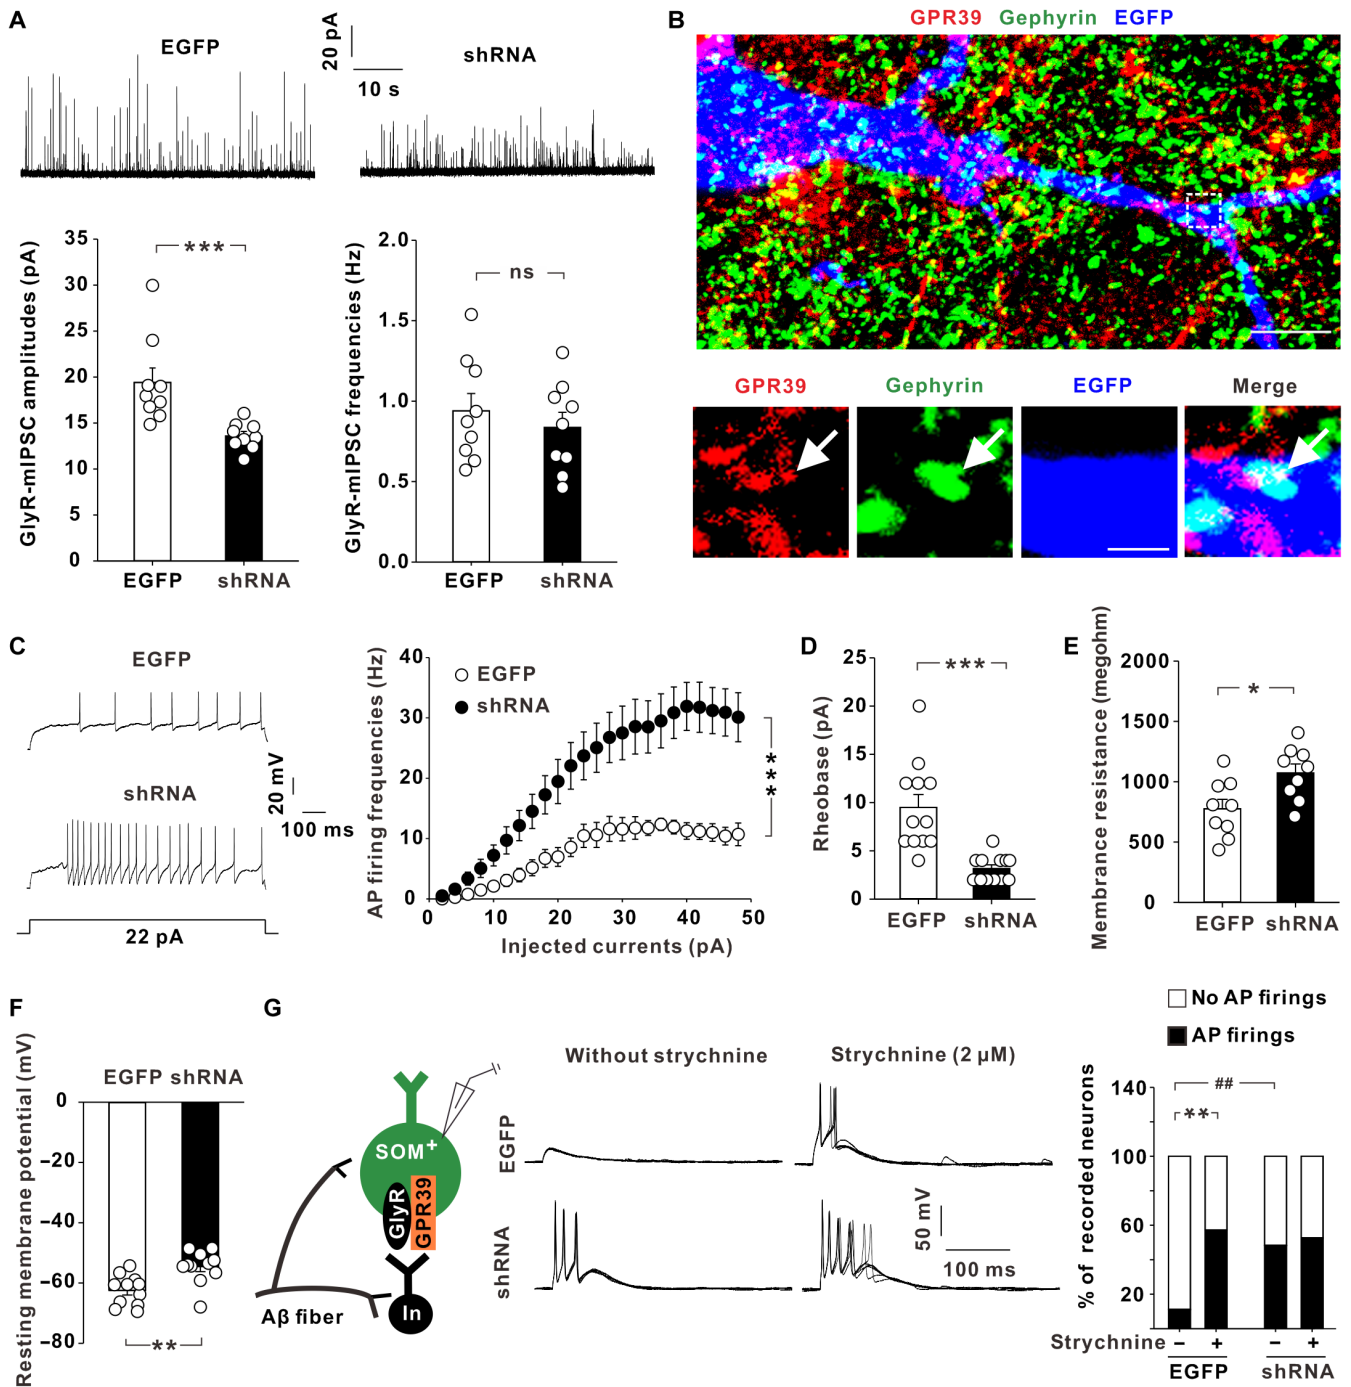 A
EGFP
20 pA
10 s
shRNA
GlyR-mIPSC amplitudes (pA)
35
30
25
20
15
10
5
0
***
EGFP
shRNA
GlyR-mIPSC frequencies (Hz)
2.0
1.5
1.0
0.5
0.0
ns
EGFP
shRNA
B
GPR39 Gephyrin EGFP
GPR39
Gephyrin
EGFP
Merge
C
EGFP
shRNA
20 mV
100 ms
22 pA
AP firing frequencies (Hz)
40
30
20
10
0
EGFP
shRNA
***
0 10 20 30 40 50
Injected currents (pA)
D
Rheobase (pA)
25
20
15
10
5
0
***
EGFP
shRNA
E
Membrance resistance (megohm)
2000
1500
1000
500
0
*
EGFP
shRNA
F
Resting membrane potential (mV)
EGFP shRNA
0
−20
−40
−60
−80
**
G
SOM+
GlyR
GPR39
In
Aβ fiber
Without strychnine
Strychnine (2 μM)
EGFP
shRNA
50 mV
100 ms
No AP firings
AP firings
% of recorded neurons
140
100
60
20
##
**
Strychnine − + − +
EGFP
shRNA